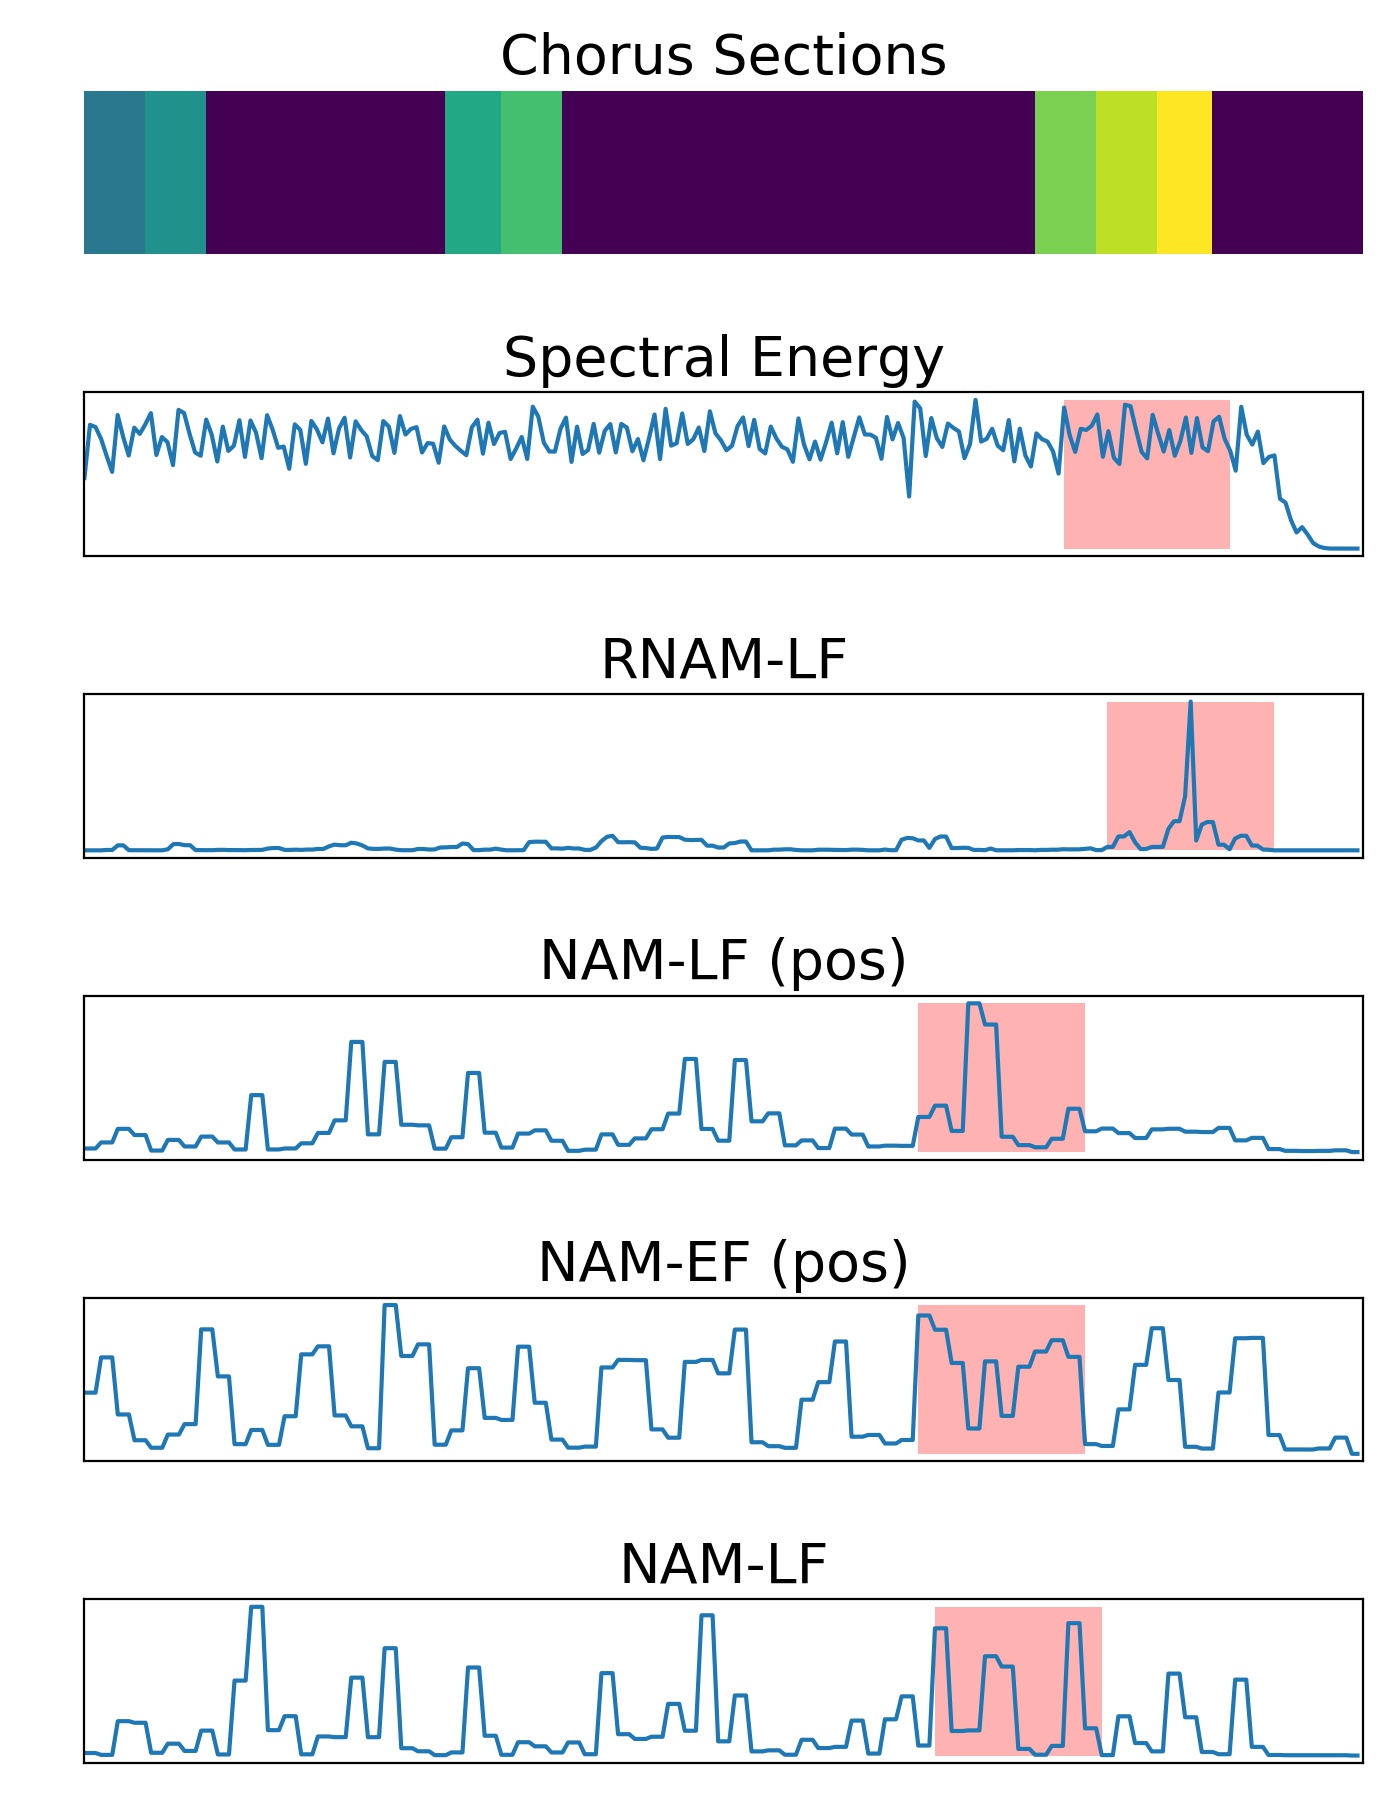 Chorus Sections
Spectral Energy
RNAM-LF
NAM-LF (pos)
NAM-EF (pos)
NAM-LF